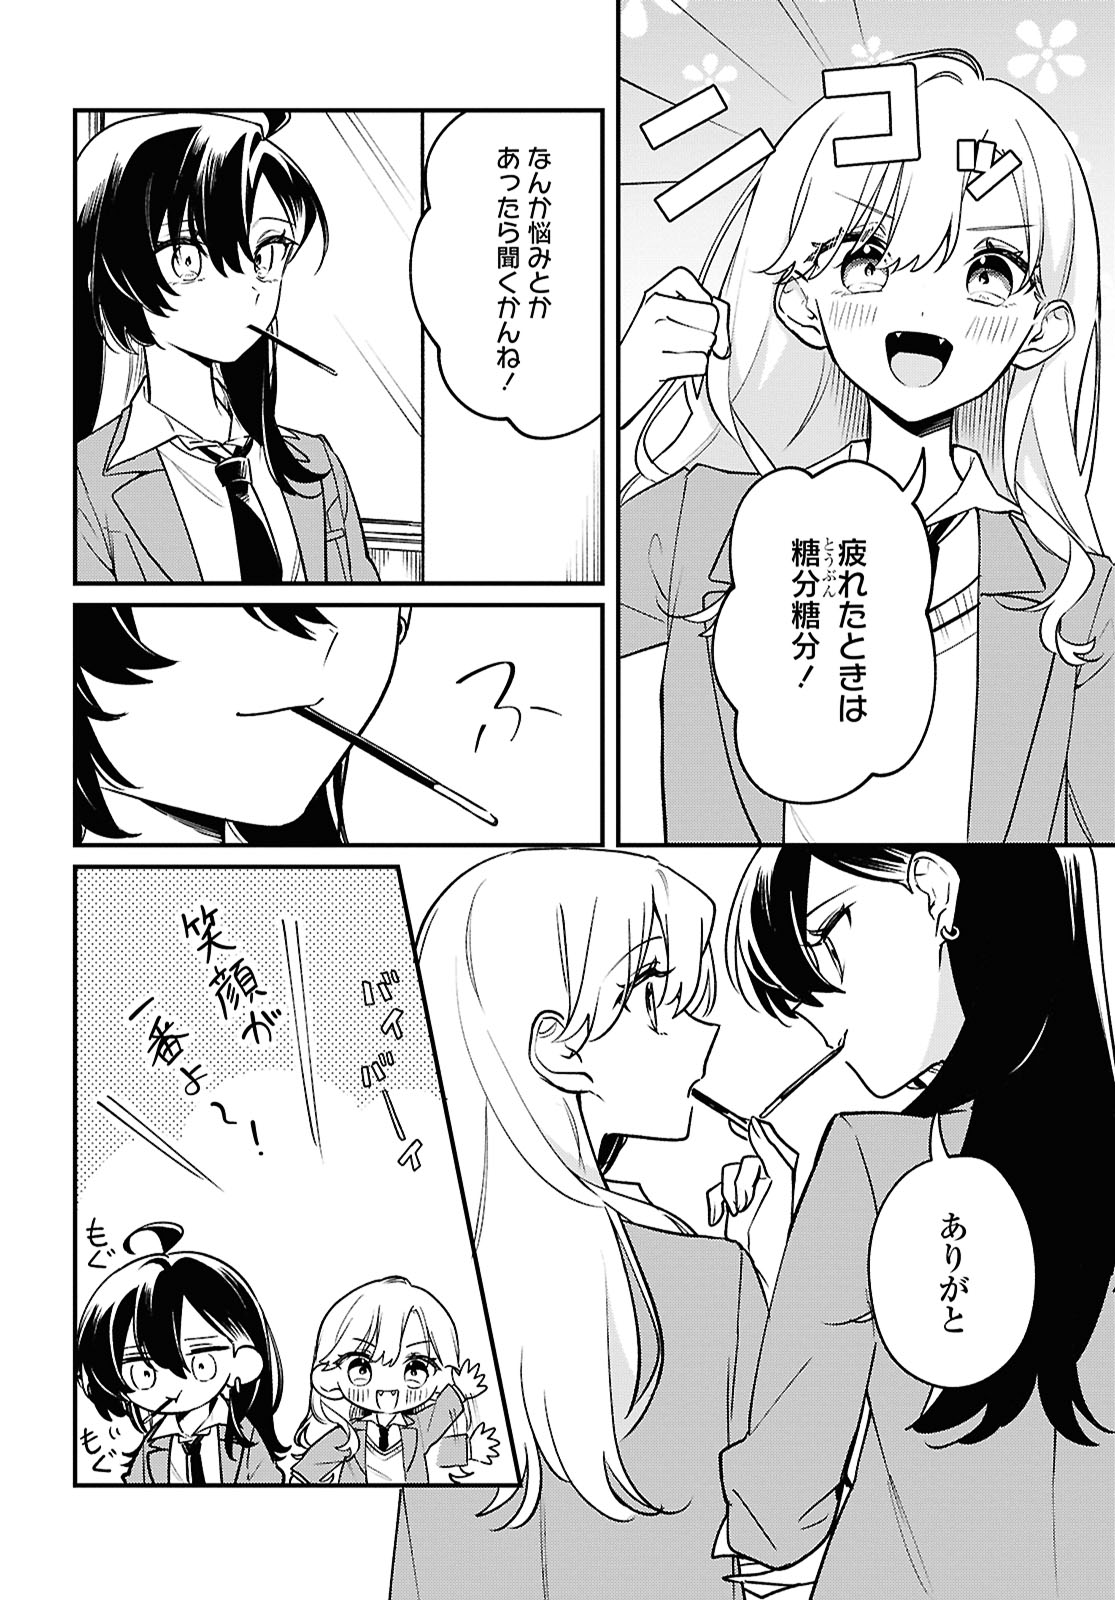 ニコッ
疲れたときは
糖分糖分!
とうぶん
なんか悩みとか
あったら聞くかんね!
ふー
ありがと
笑顔が
一番よ〜!
バイバーイ
もぐ
もぐ